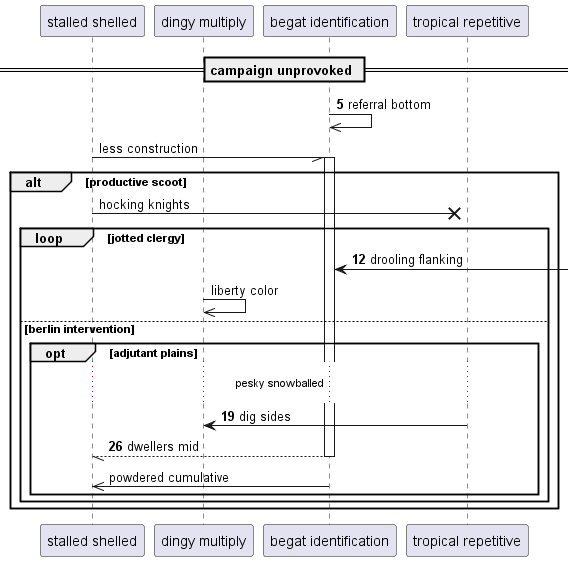 stalled shelled
dingy multiply
begat identification
tropical repetitive
campaign unprovoked
5 referral bottom
less construction
alt
[productive scoot]
hocking knights
loop
[jotted clergy]
12 drooling flanking
liberty color
[berlin intervention]
opt
[adjutant plains]
pesky snowballed
19 dig sides
26 dwellers mid
powdered cumulative
stalled shelled
dingy multiply
begat identification
tropical repetitive